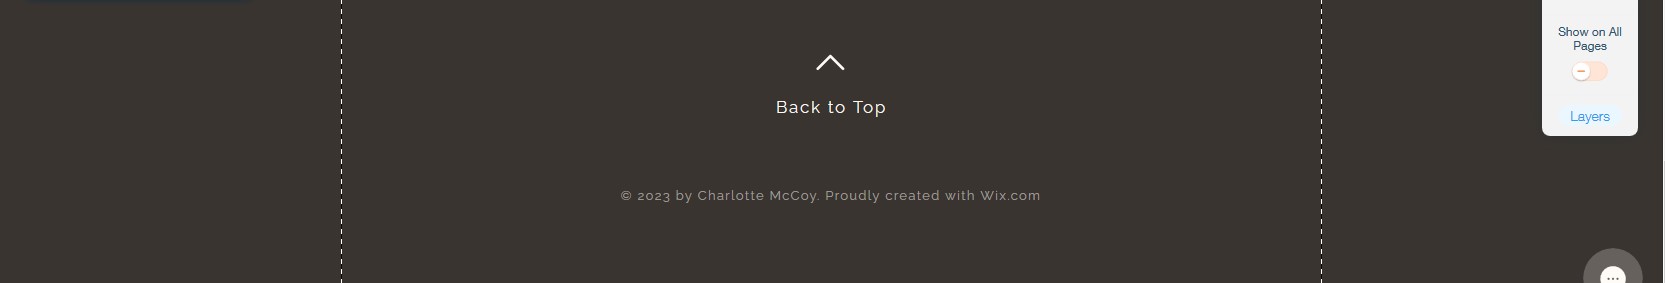 Show on All
Pages
Back to Top
Layers
© 2023 by Charlotte McCoy. Proudly created with Wix.com